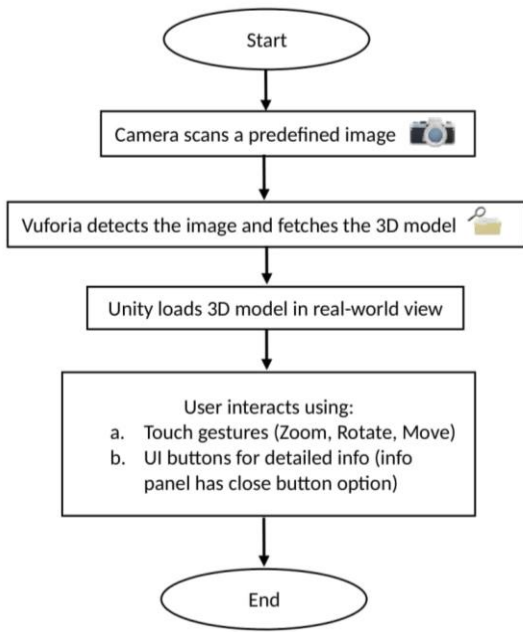 Start
Camera scans a predefined image
Vuforia detects the image and fetches the 3D model
Unity loads 3D model in real-world view
User interacts using:
a. Touch gestures (Zoom, Rotate, Move)
b. UI buttons for detailed info (info
panel has close button option)
End